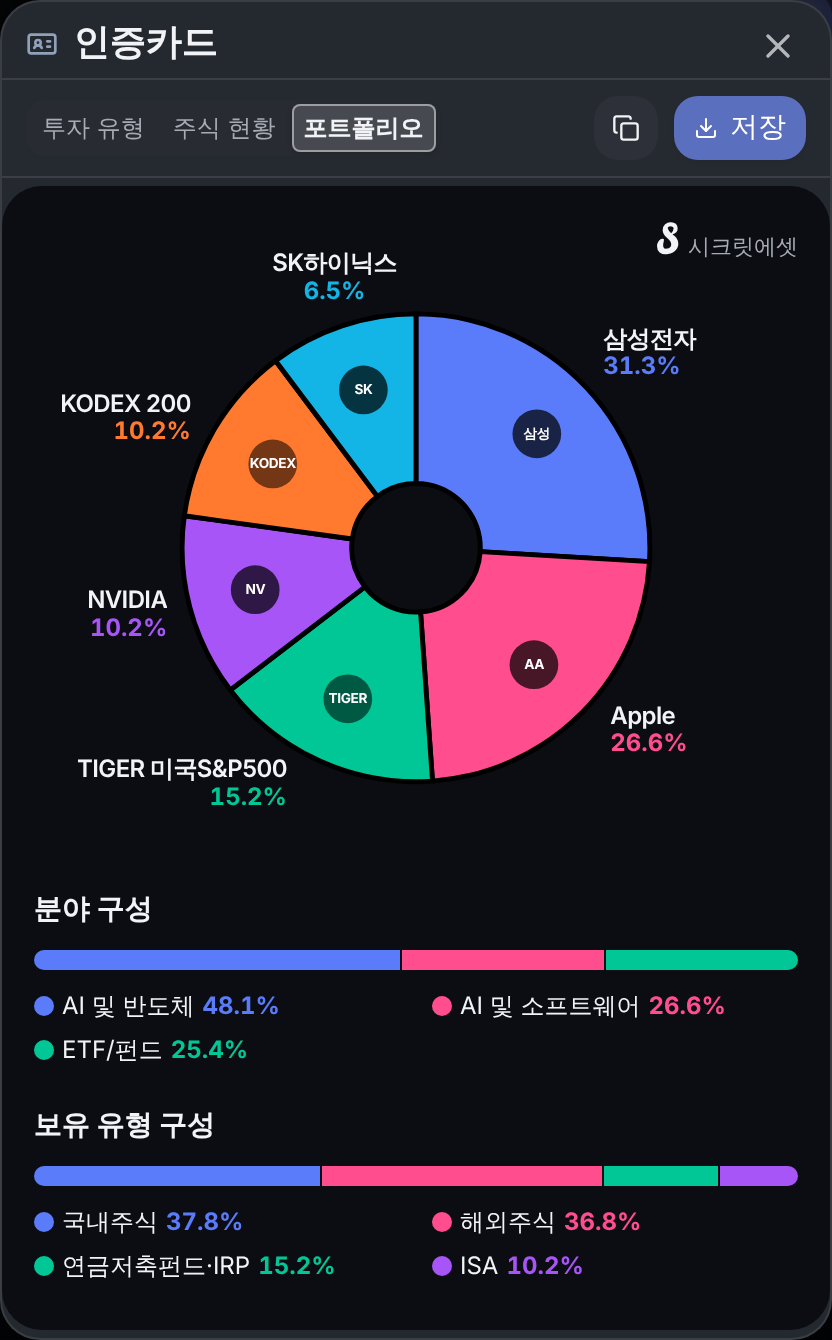 인증카드
투자 유형
주식 현황
포트폴리오
저장
시크릿에셋
SK하이닉스
6.5%
삼성전자
31.3%
KODEX 200
10.2%
SK
삼성
KODEX
NVIDIA
10.2%
NV
AA
TIGER
Apple
26.6%
TIGER 미국S&P500
15.2%
분야 구성
AI 및 반도체 48.1%
AI 및 소프트웨어 26.6%
ETF/펀드 25.4%
보유 유형 구성
국내주식 37.8%
해외주식 36.8%
연금저축펀드·IRP 15.2%
ISA 10.2%